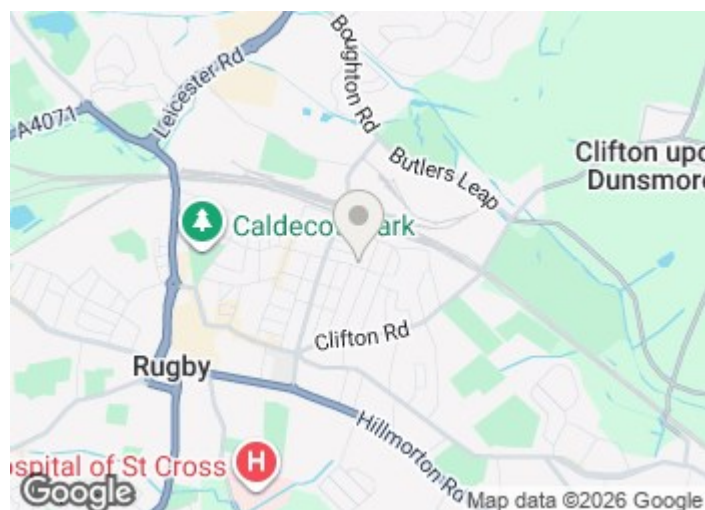 Leicester Rd
Boughton Rd
A4071
Butlers Leap
Clifton upo
Dunsmore
Caldecott Park
Clifton Rd
Rugby
Hillmorton Rd
ospital of St Cross
H
Google
Map data ©2026 Google